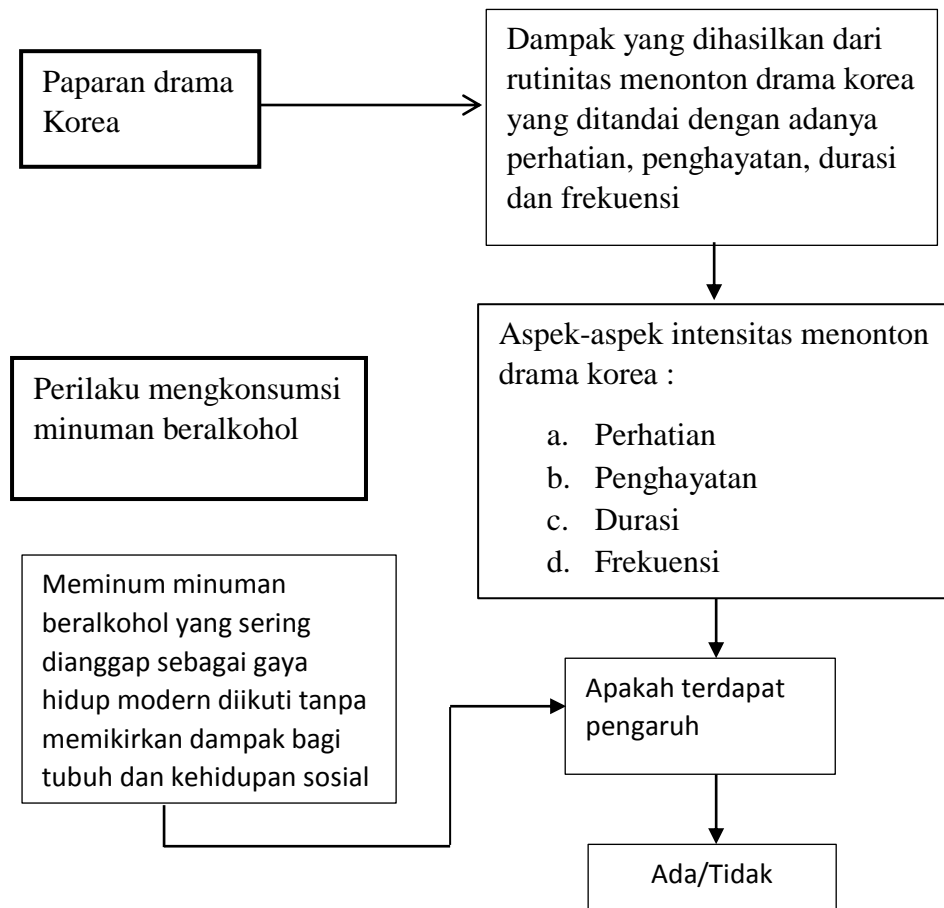 Paparan drama
Korea
Dampak yang dihasilkan dari
rutinitas menonton drama korea
yang ditandai dengan adanya
perhatian, penghayatan, durasi
dan frekuensi
Aspek-aspek intensitas menonton
drama korea :
a. Perhatian
b. Penghayatan
c. Durasi
d. Frekuensi
Perilaku mengkonsumsi
minuman beralkohol
Meminum minuman
beralkohol yang sering
dianggap sebagai gaya
hidup modern diikuti tanpa
memikirkan dampak bagi
tubuh dan kehidupan sosial
Apakah terdapat
pengaruh
Ada/Tidak